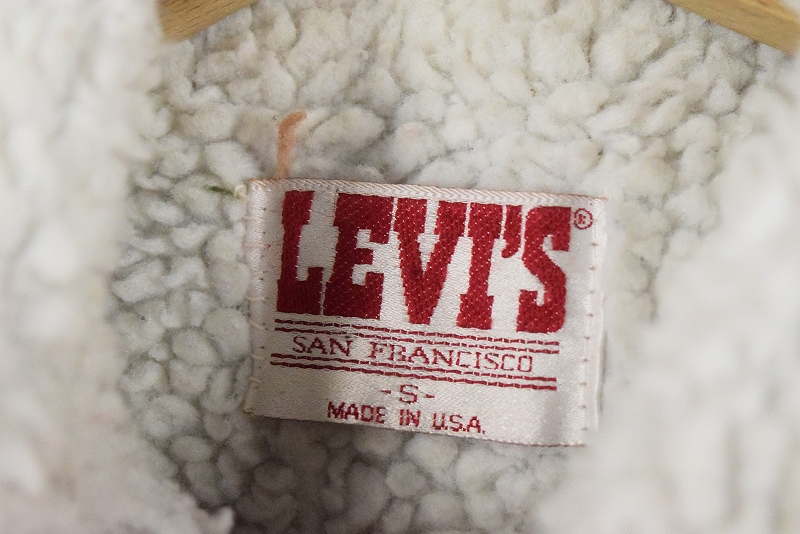 LEVI'S®
SAN FRANCISCO
-S-
MADE IN U.S.A.